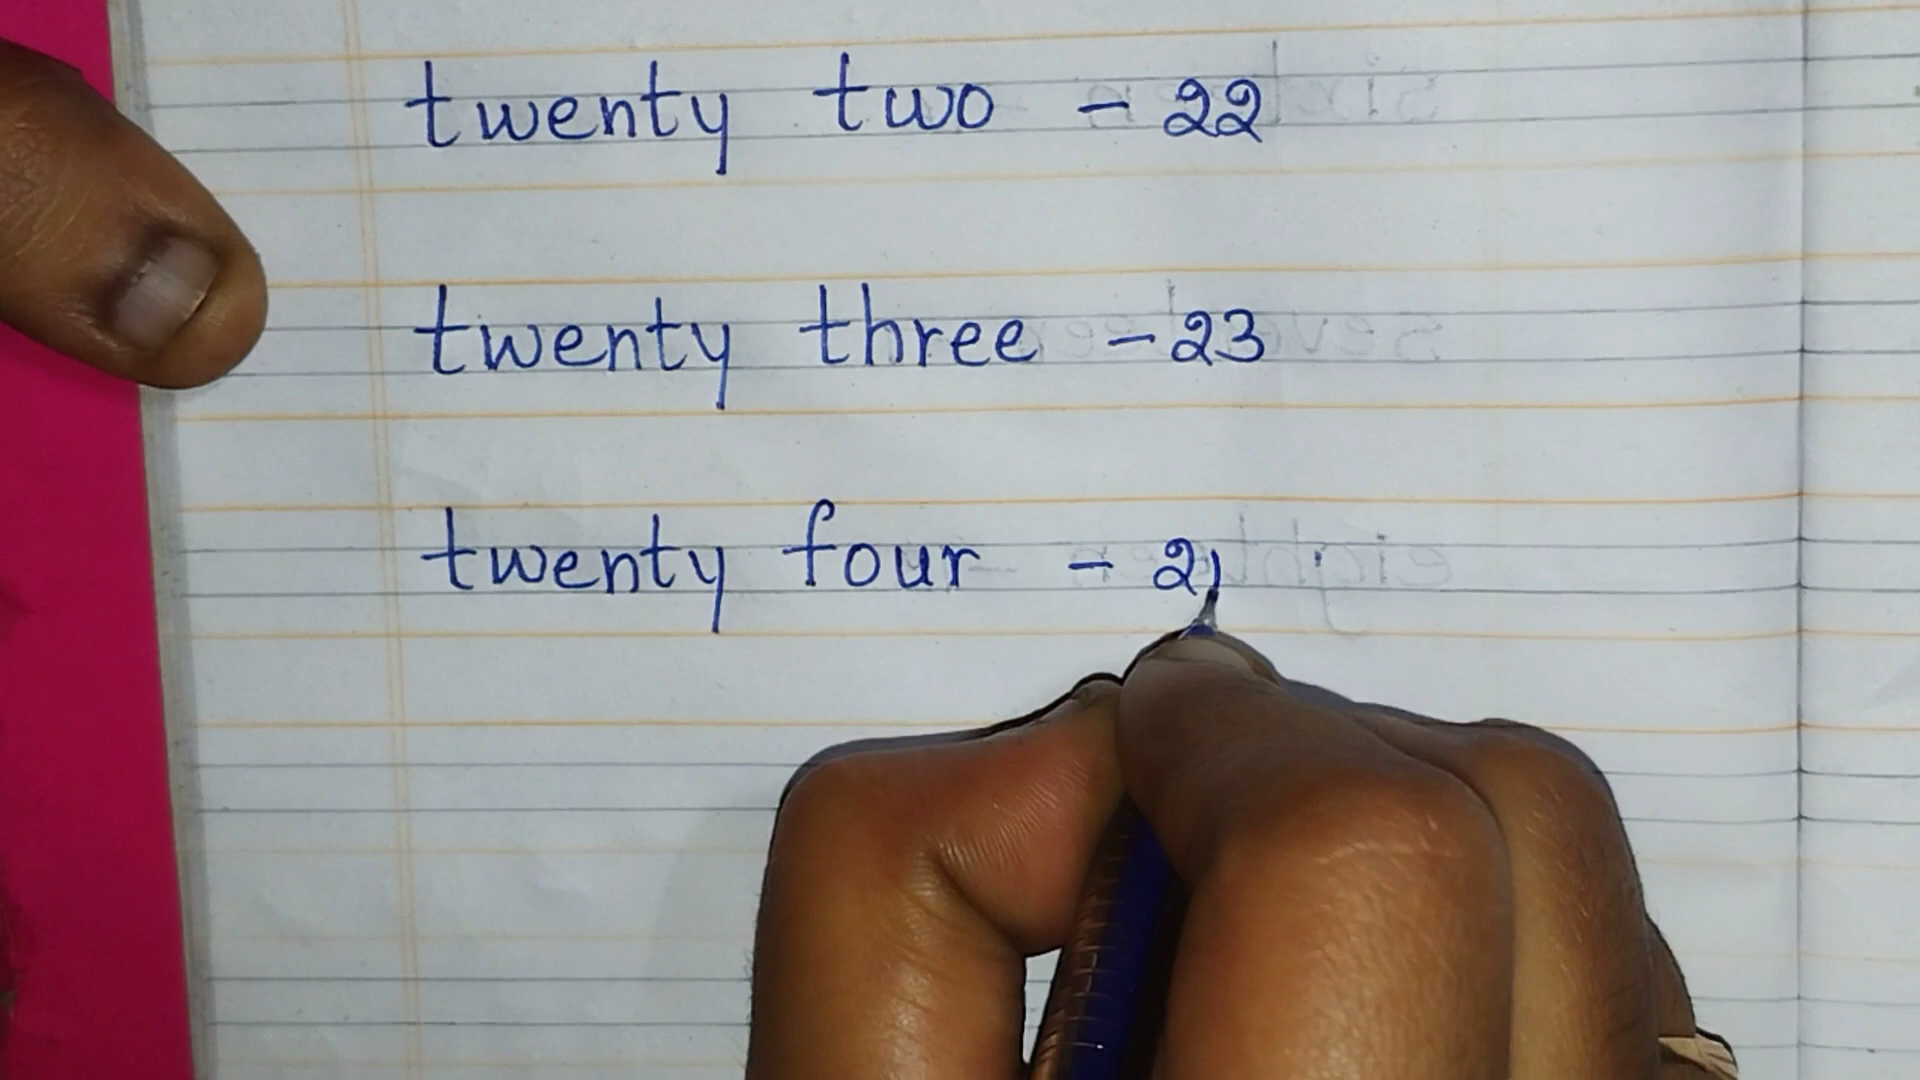 twenty two - 22
twenty three - 23
twenty four - 2